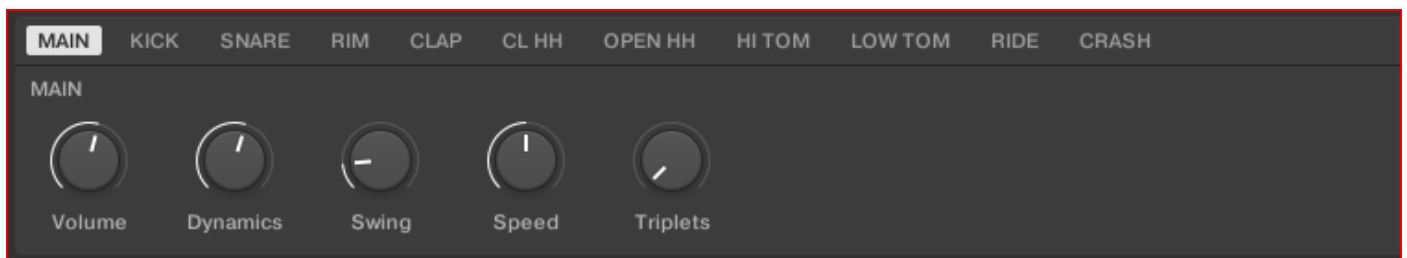 MAIN KICK SNARE RIM CLAP CL HH OPEN HH HI TOM LOW TOM RIDE CRASH
MAIN
Volume Dynamics Swing Speed Triplets